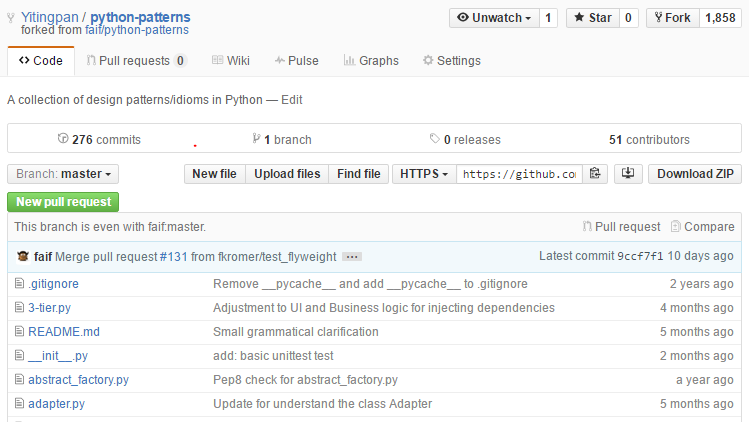 Yitingpan / python-patterns
forked from faif/python-patterns
Unwatch 1 Star 0 Fork 1,858
Code Pull requests 0 Wiki Pulse Graphs Settings
A collection of design patterns/idioms in Python — Edit
276 commits 1 branch 0 releases 51 contributors
Branch: master New file Upload files Find file HTTPS https://github.co Download ZIP
New pull request
This branch is even with faif:master. Pull request Compare
faif Merge pull request #131 from fkromer/test_flyweight ... Latest commit 9ccf7f1 10 days ago
.gitignore Remove __pycache__ and add __pycache__ to .gitignore 2 years ago
3-tier.py Adjustment to UI and Business logic for injecting dependencies 4 months ago
README.md Small grammatical clarification 5 months ago
__init__.py add: basic unittest test 2 months ago
abstract_factory.py Pep8 check for abstract_factory.py a year ago
adapter.py Update for understand the class Adapter 5 months ago